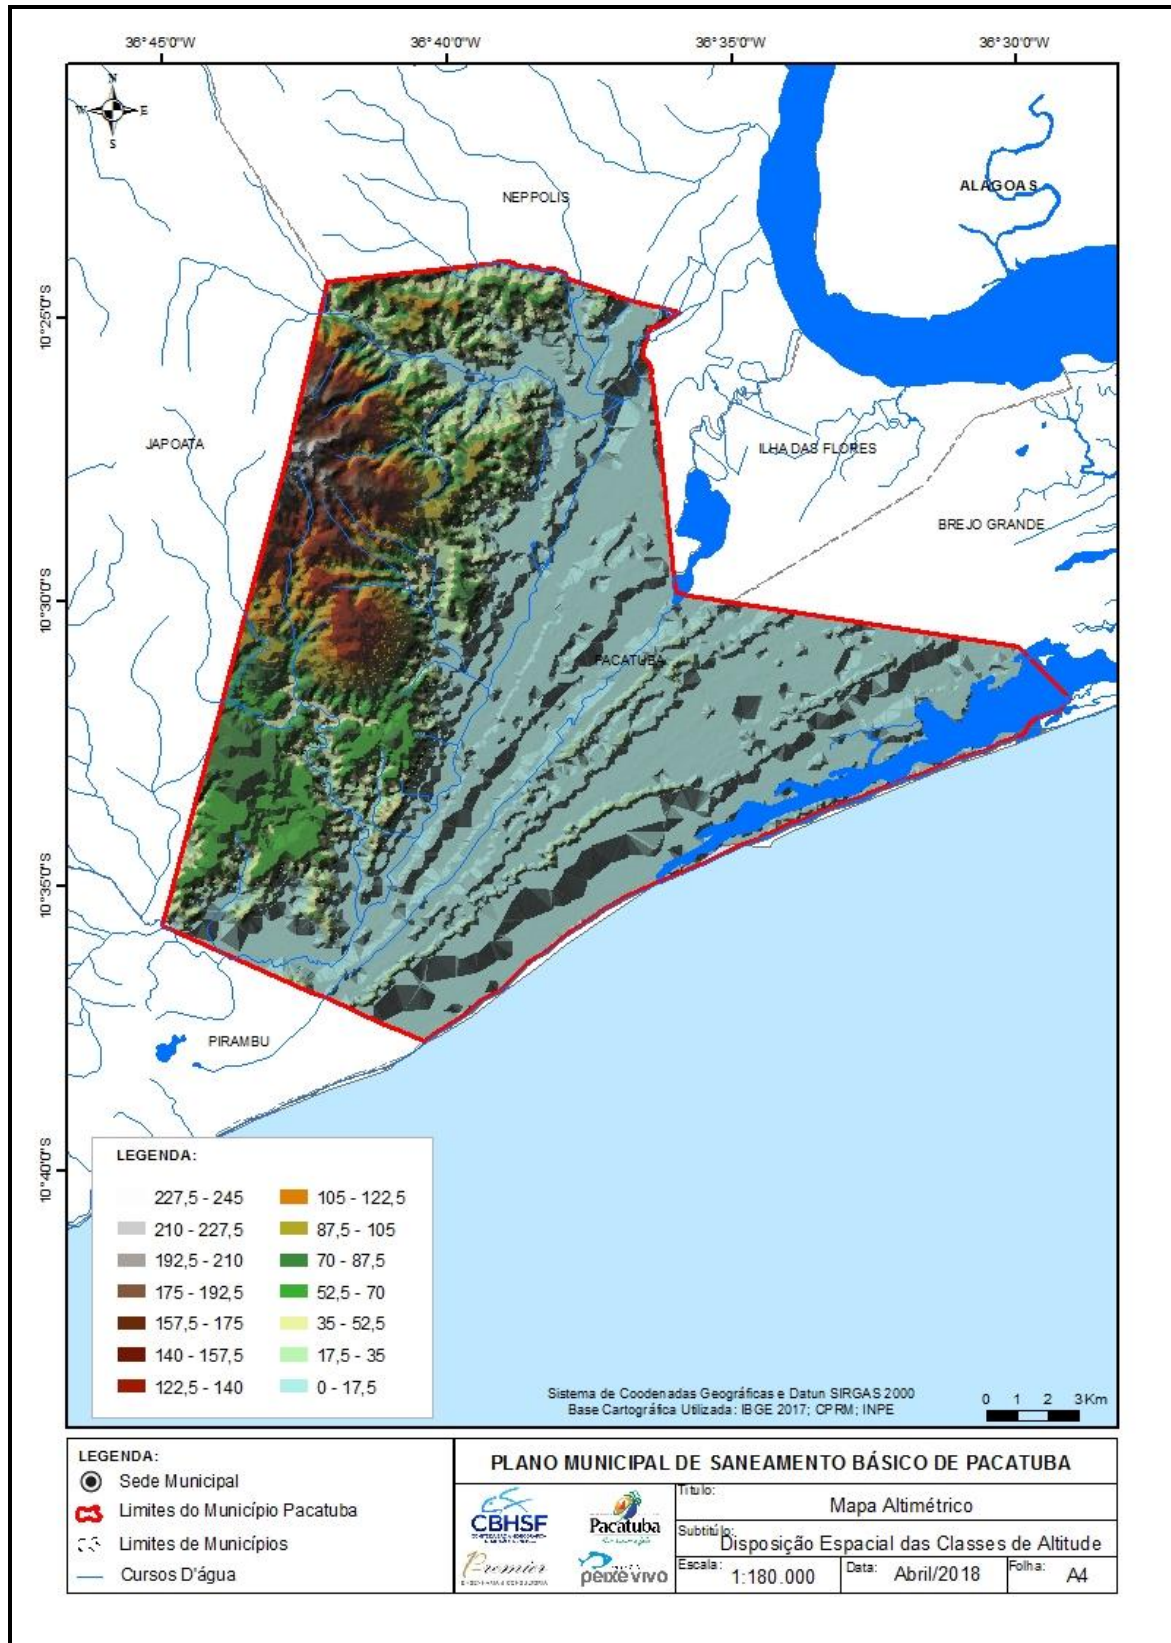 36°45'0"W
36°40'0"W
36°35'0"W
36°30'0"W
N
W E
S
ALAGOAS
NEPPOLIS
10°25'0"S
JAPOATA
ILHA DAS FLORES
BREJO GRANDE
10°30'0"S
PACATUBA
10°35'0"S
PIRAMBU
10°40'0"S
LEGENDA:
227,5 - 245
210 - 227,5
192,5 - 210
175 - 192,5
157,5 - 175
140 - 157,5
122,5 - 140
105 - 122,5
87,5 - 105
70 - 87,5
52,5 - 70
35 - 52,5
17,5 - 35
0 - 17,5
Sistema de Coodenadas Geográficas e Datun SIRGAS 2000
Base Cartográfica Utilizada: IBGE 2017; CPRM; INPE
0 1 2 3 Km
LEGENDA:
Sede Municipal
Limites do Município Pacatuba
Limites de Municípios
Cursos D'água
PLANO MUNICIPAL DE SANEAMENTO BÁSICO DE PACATUBA
CBHSF
Pacatuba
Premier
peixe vivo
Título:
Mapa Altimétrico
Subtitúlo:
Disposição Espacial das Classes de Altitude
Escala: 1:180.000
Data: Abril/2018
Folha: A4